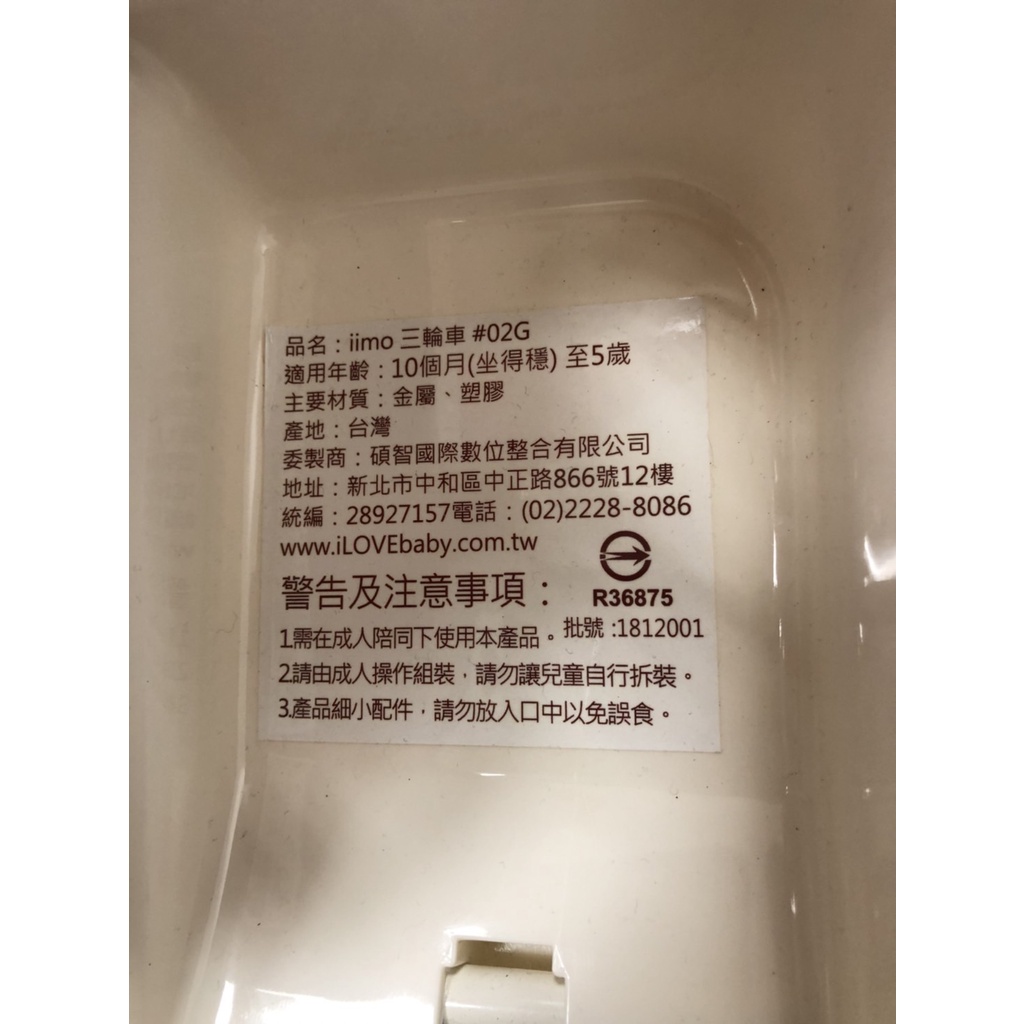 品名：iimo 三輪車 #02G
適用年齡：10個月(坐得穩) 至5歲
主要材質：金屬、塑膠
產地：台灣
委製商：碩智國際數位整合有限公司
地址：新北市中和區中正路866號12樓
統編：28927157電話：(02)2228-8086
www.iLOVEbaby.com.tw
警告及注意事項：
R36875
批號 :1812001
1.需在成人陪同下使用本產品。
2.請由成人操作組裝，請勿讓兒童自行拆裝。
3.產品細小配件，請勿放入口中以免誤食。